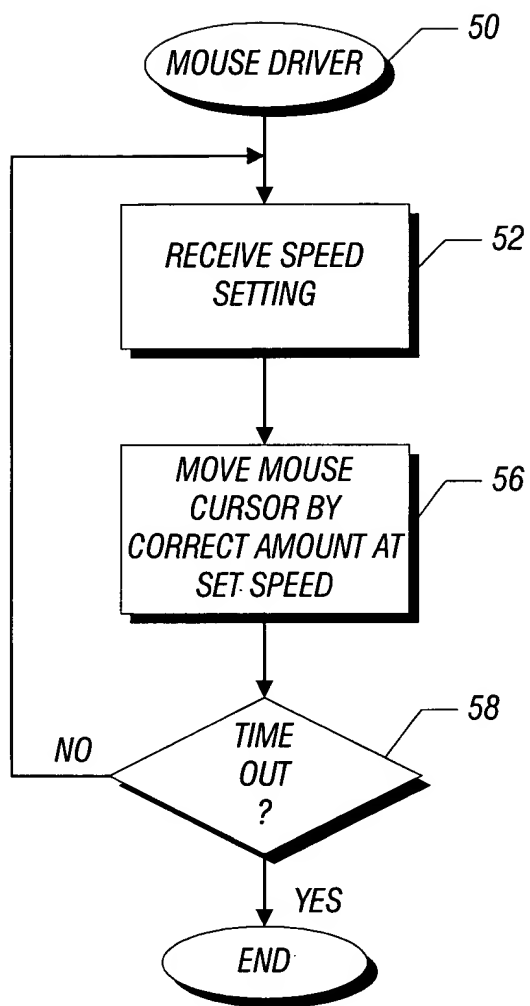 50
MOUSE DRIVER
RECEIVE SPEED
SETTING
52
MOVE MOUSE
CURSOR BY
CORRECT AMOUNT AT
SET SPEED
56
58
NO
TIME
OUT
?
YES
END